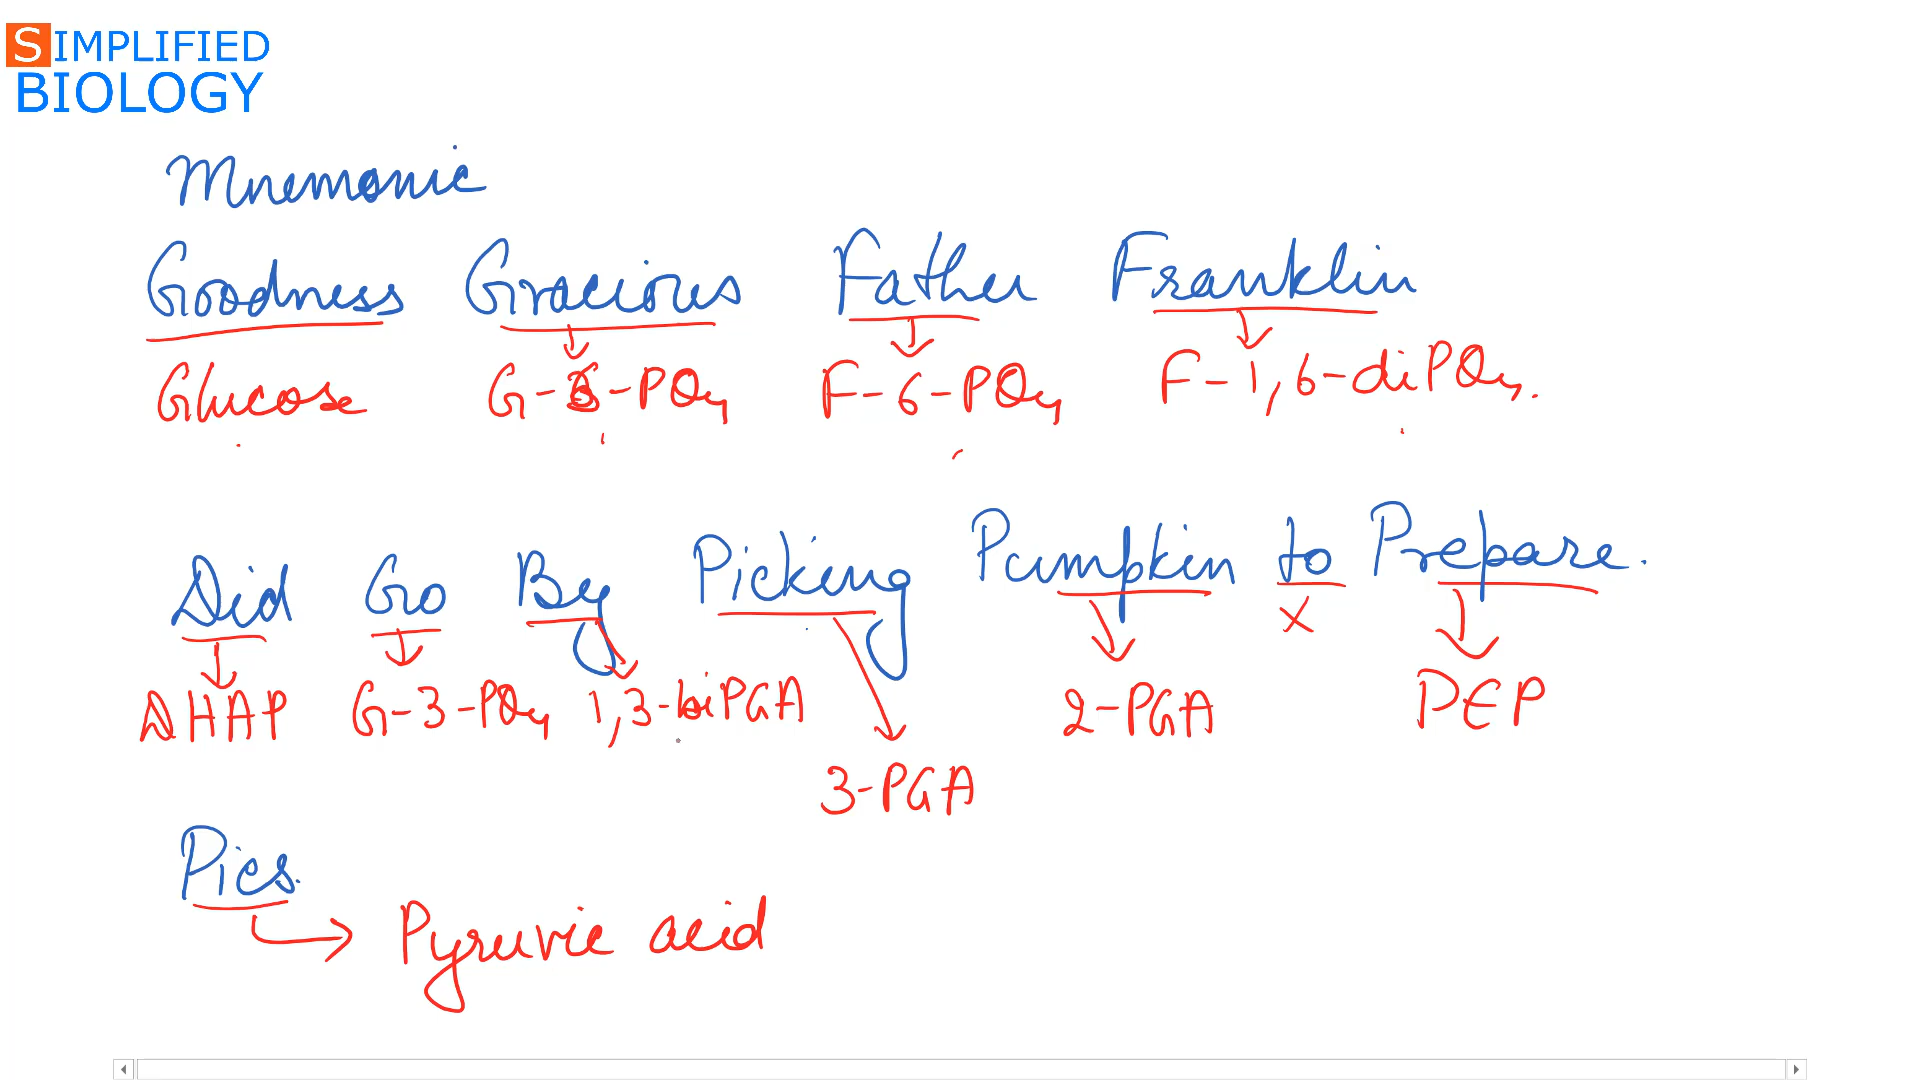 SIMPLIFIED
BIOLOGY
Mnemonic
Goodness Gracious Father Franklin
Glucose G-6-PO4 F-6-PO4 F-1,6-diPO4.
Did Go By Picking Pumpkin to Prepare.
x
DHAP G-3-PO4 1,3-biPGA 2-PGA PEP
3-PGA
Pies.
Pyruvic acid